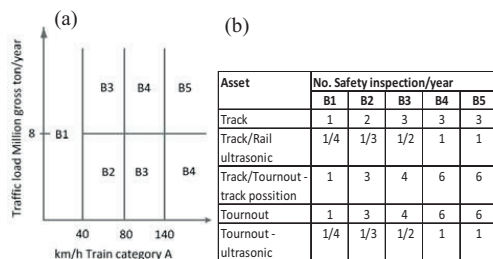 (a)
Traffic load Million gross ton/year
B3 B4 B5
8 B1
B2 B3 B4
40 80 140
km/h Train category A
(b)
Asset No. Safety inspection/year
B1 B2 B3 B4 B5
Track 1 2 3 3 3
Track/Rail 1/4 1/3 1/2 1 1
ultrasonic
Track/Tournout - 1 3 4 6 6
track possition
Tournout 1 3 4 6 6
Tournout - 1/4 1/3 1/2 1 1
ultrasonic